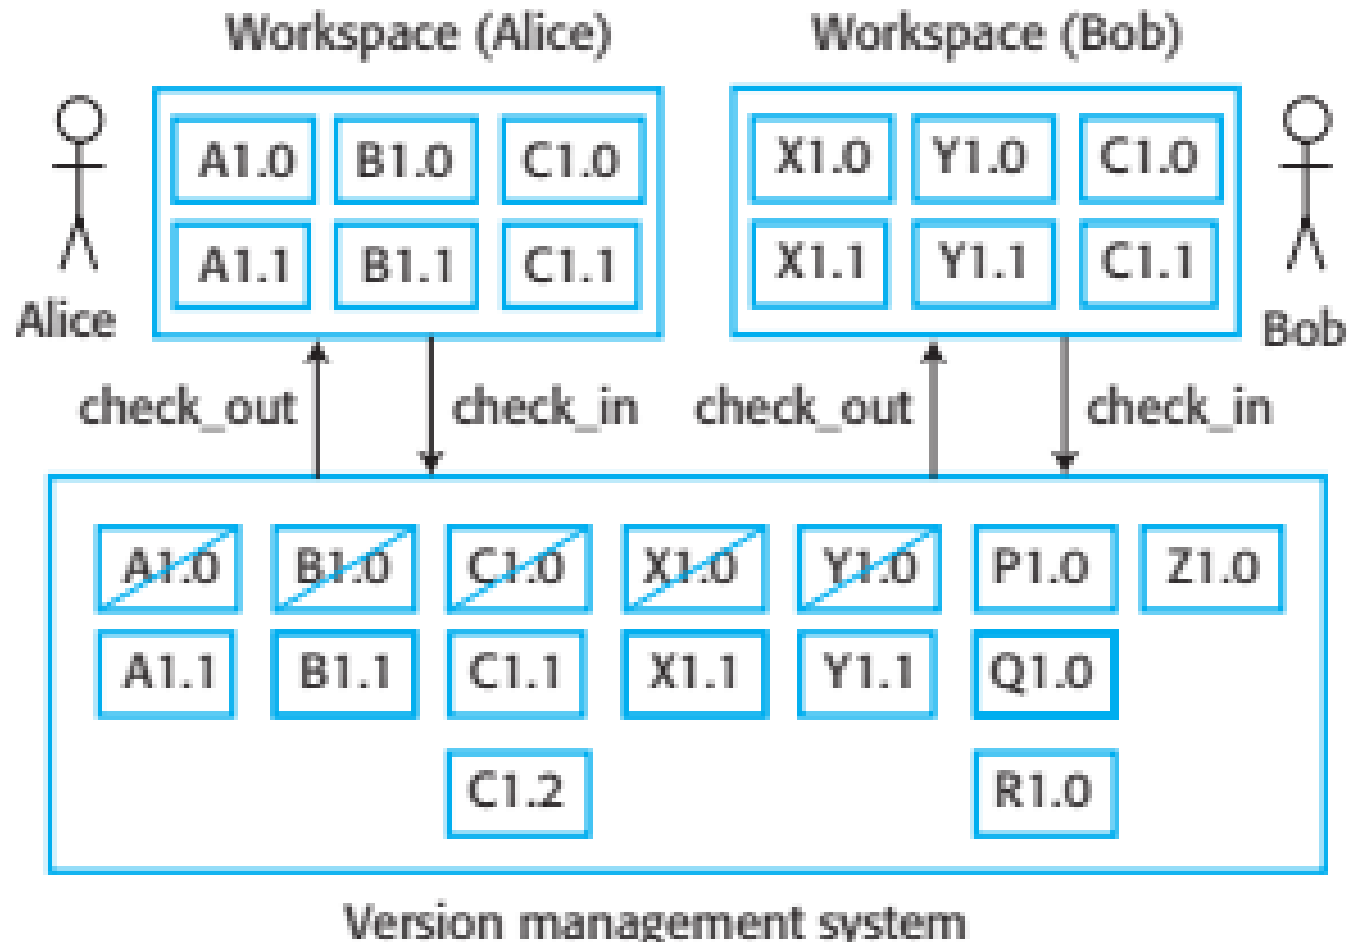 Workspace (Alice)
Workspace (Bob)
A1.0 B1.0 C1.0
X1.0 Y1.0 C1.0
A1.1 B1.1 C1.1
X1.1 Y1.1 C1.1
Alice
Bob
check_out
check_in
check_out
check_in
A1.0 B1.0 C1.0 X1.0 Y1.0 P1.0 Z1.0
A1.1 B1.1 C1.1 X1.1 Y1.1 Q1.0
C1.2 R1.0
Version management system